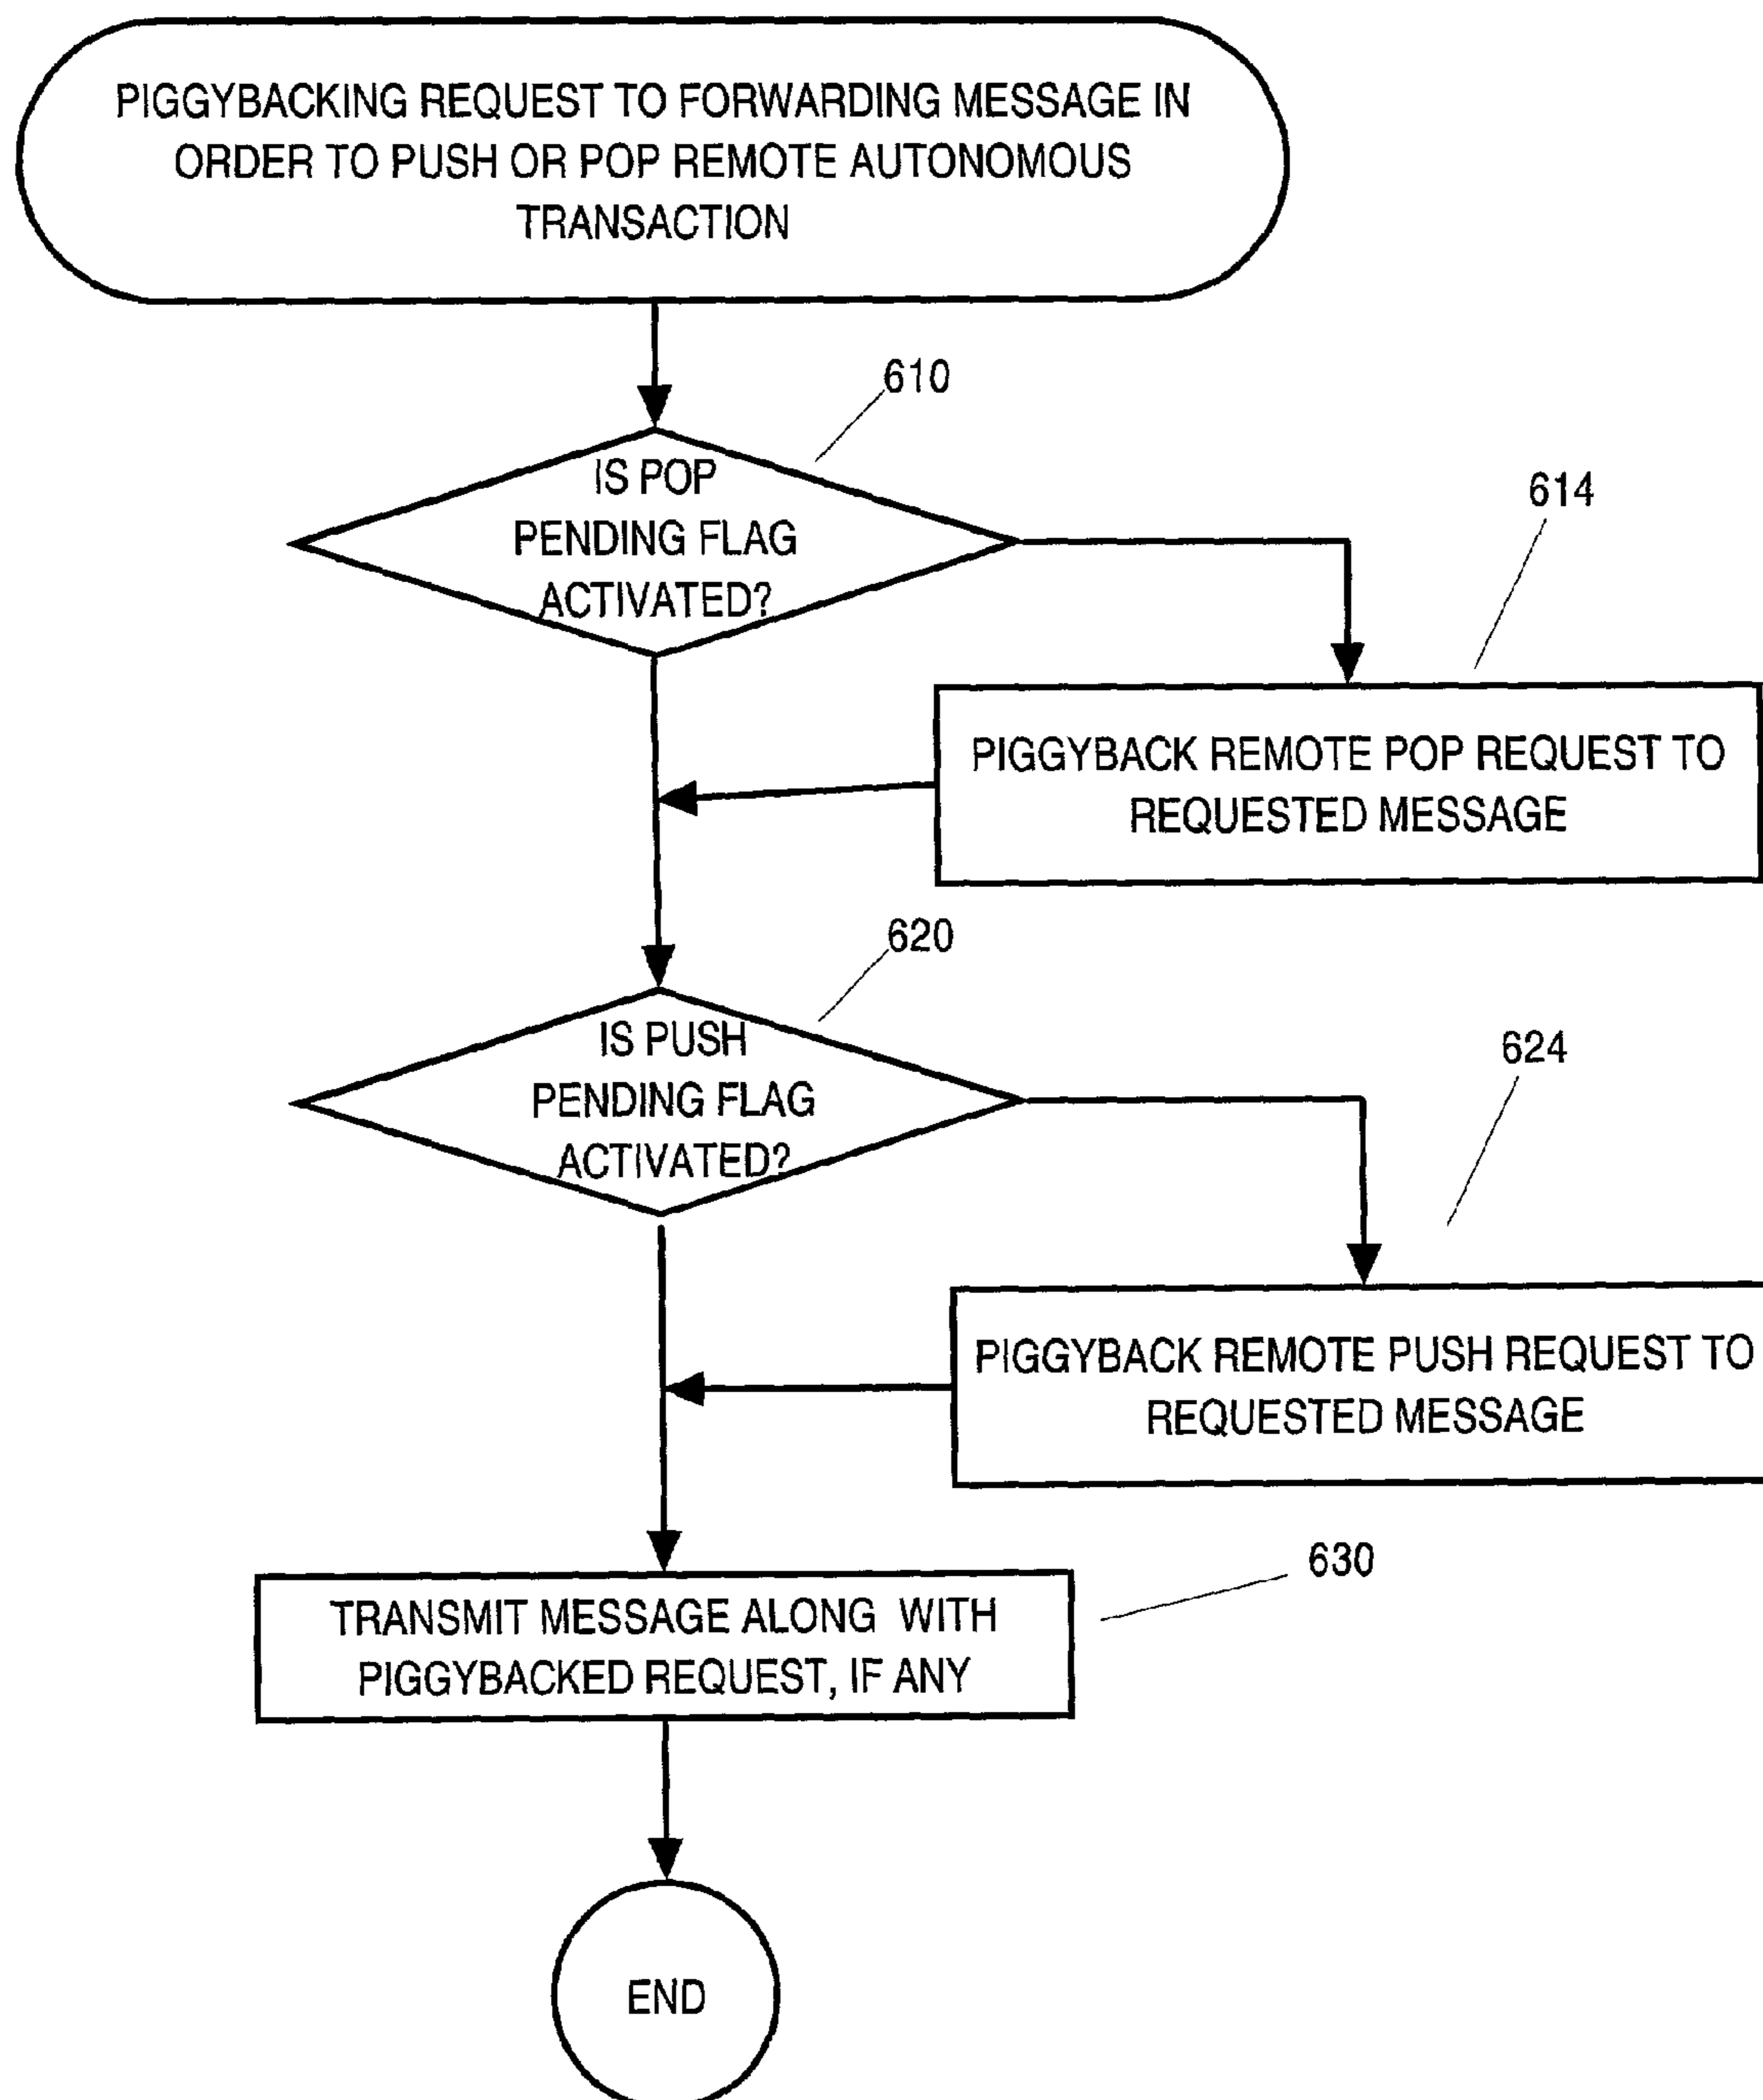 PIGGYBACKING REQUEST TO FORWARDING MESSAGE IN
ORDER TO PUSH OR POP REMOTE AUTONOMOUS
TRANSACTION
610
IS POP
PENDING FLAG
ACTIVATED?
614
PIGGYBACK REMOTE POP REQUEST TO
REQUESTED MESSAGE
620
IS PUSH
PENDING FLAG
ACTIVATED?
624
PIGGYBACK REMOTE PUSH REQUEST TO
REQUESTED MESSAGE
630
TRANSMIT MESSAGE ALONG WITH
PIGGYBACKED REQUEST, IF ANY
END